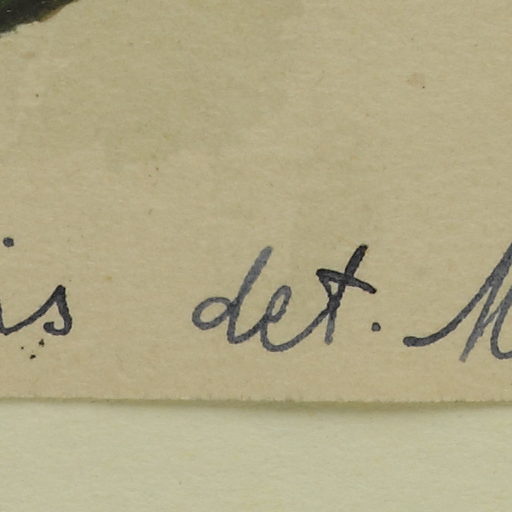 is det. M